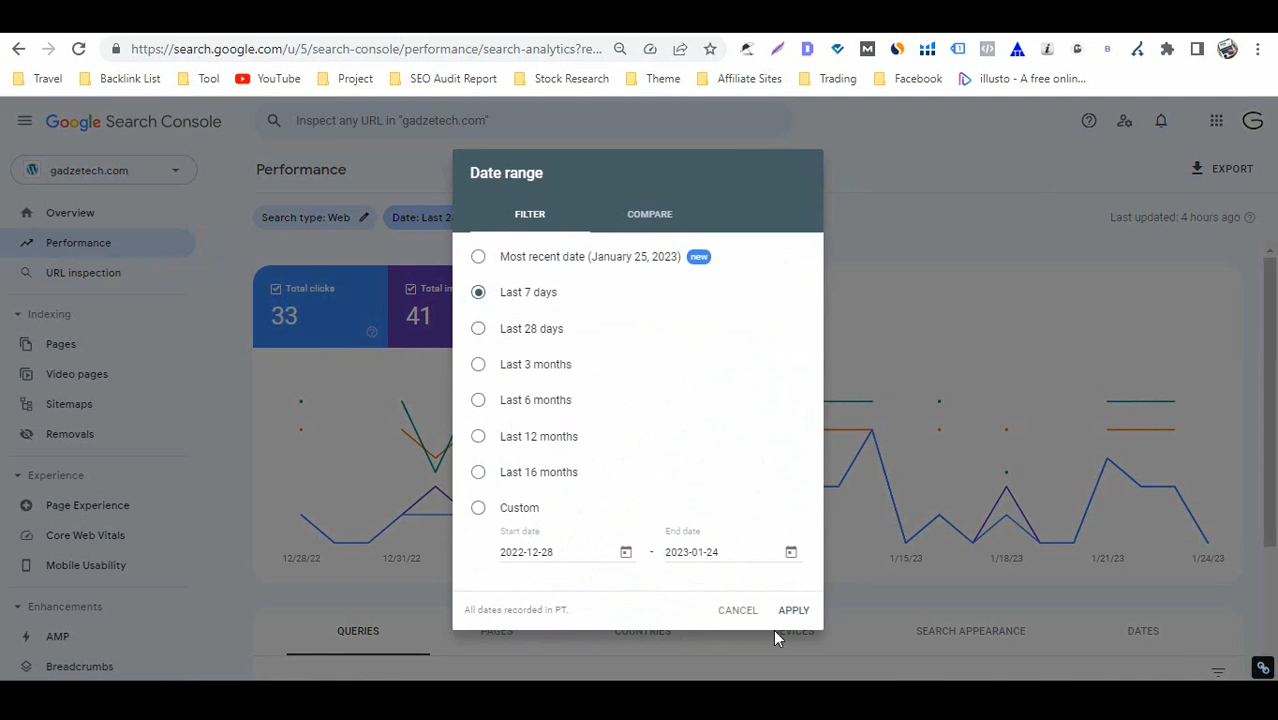 https://search.google.com/u/5/search-console/performance/search-analytics?re...
Travel
Backlink List
Tool
YouTube
Project
SEO Audit Report
Stock Research
Theme
Affiliate Sites
Trading
Facebook
illusto - A free onlin...
Google Search Console
Inspect any URL in "gadzetech.com"
gadzetech.com
Performance
EXPORT
Search type: Web
Date: Last 2
Last updated: 4 hours ago
Overview
Performance
URL inspection
Indexing
Pages
Video pages
Sitemaps
Removals
Experience
Page Experience
Core Web Vitals
Mobile Usability
Enhancements
AMP
Breadcrumbs
Total clicks
33
Total im
41
Date range
FILTER
COMPARE
Most recent date (January 25, 2023) new
Last 7 days
Last 28 days
Last 3 months
Last 6 months
Last 12 months
Last 16 months
Custom
Start date
End date
2022-12-28
-
2023-01-24
All dates recorded in PT.
CANCEL
APPLY
12/28/22
12/31/22
1/15/23
1/18/23
1/21/23
1/24/23
QUERIES
PAGES
COUNTRIES
SEARCH APPEARANCE
DATES